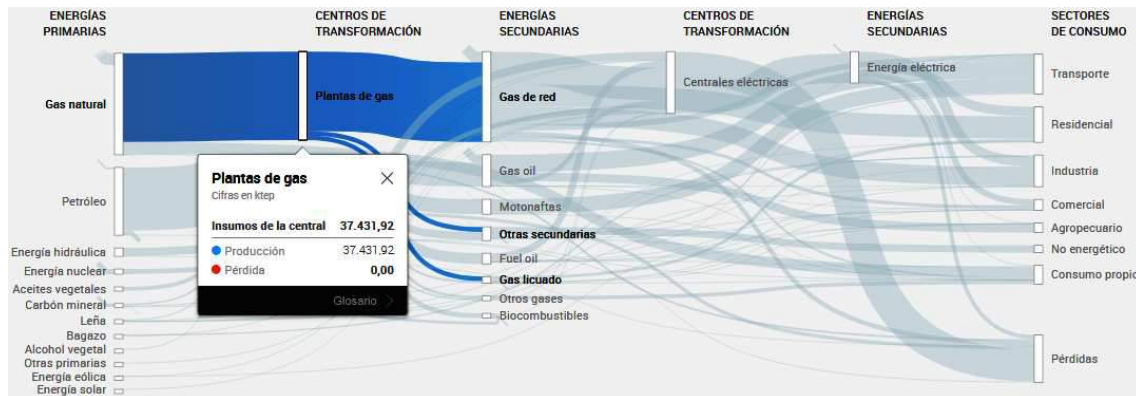 ENERGÍAS
PRIMARIAS
CENTROS DE
TRANSFORMACIÓN
ENERGÍAS
SECUNDARIAS
CENTROS DE
TRANSFORMACIÓN
ENERGÍAS
SECUNDARIAS
SECTORES
DE CONSUMO
Gas natural
Petróleo
Energía hidráulica
Energía nuclear
Aceites vegetales
Carbón mineral
Leña
Bagazo
Alcohol vegetal
Otras primarias
Energía eólica
Energía solar
Plantas de gas
Plantas de gas
Cifras en ktep
Insumos de la central 37.431,92
Producción 37.431,92
Pérdida 0,00
Glosario
Gas de red
Gas oil
Motonaftas
Otras secundarias
Fuel oil
Gas licuado
Otros gases
Biocombustibles
Centrales eléctricas
Energía eléctrica
Transporte
Residencial
Industria
Comercial
Agropecuario
No energético
Consumo propio
Pérdidas